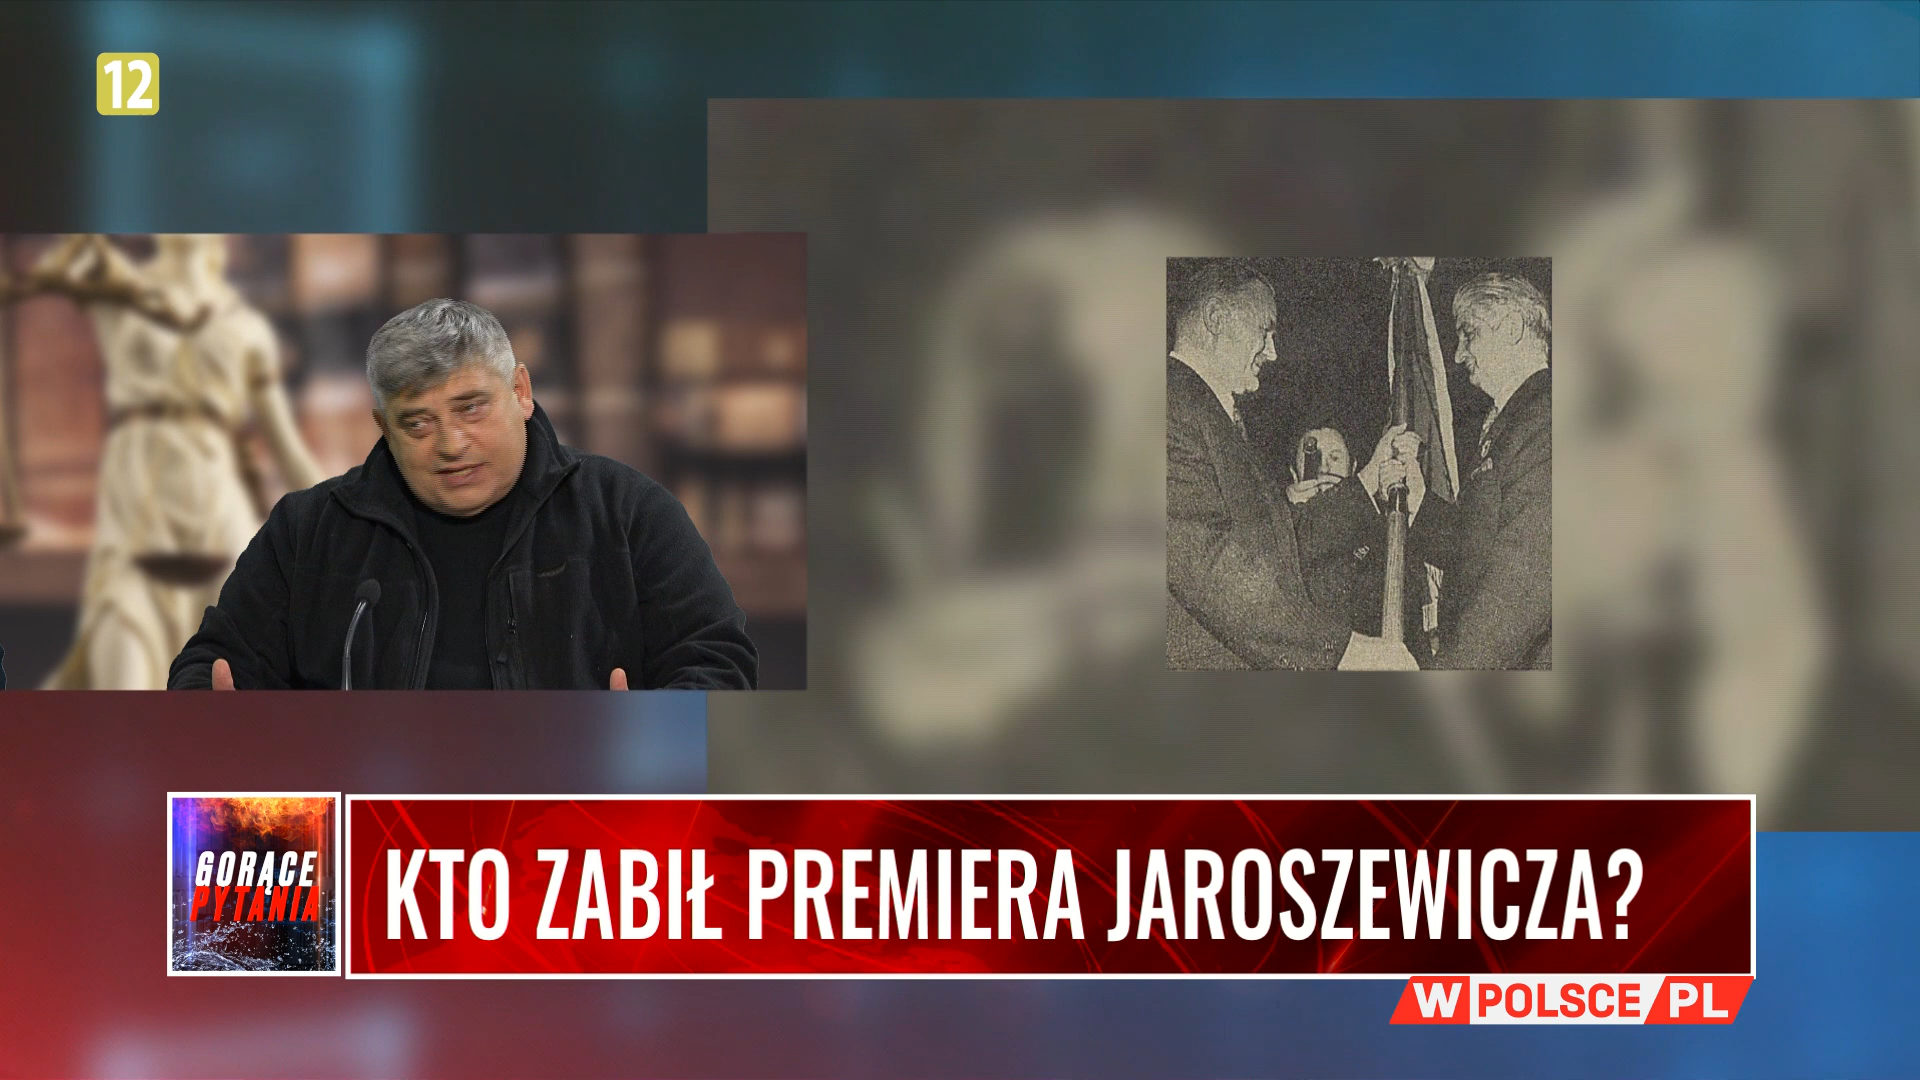 12
GORĄCE
PYTANIA
KTO ZABIŁ PREMIERA JAROSZEWICZA?
WPOLSCE/PL